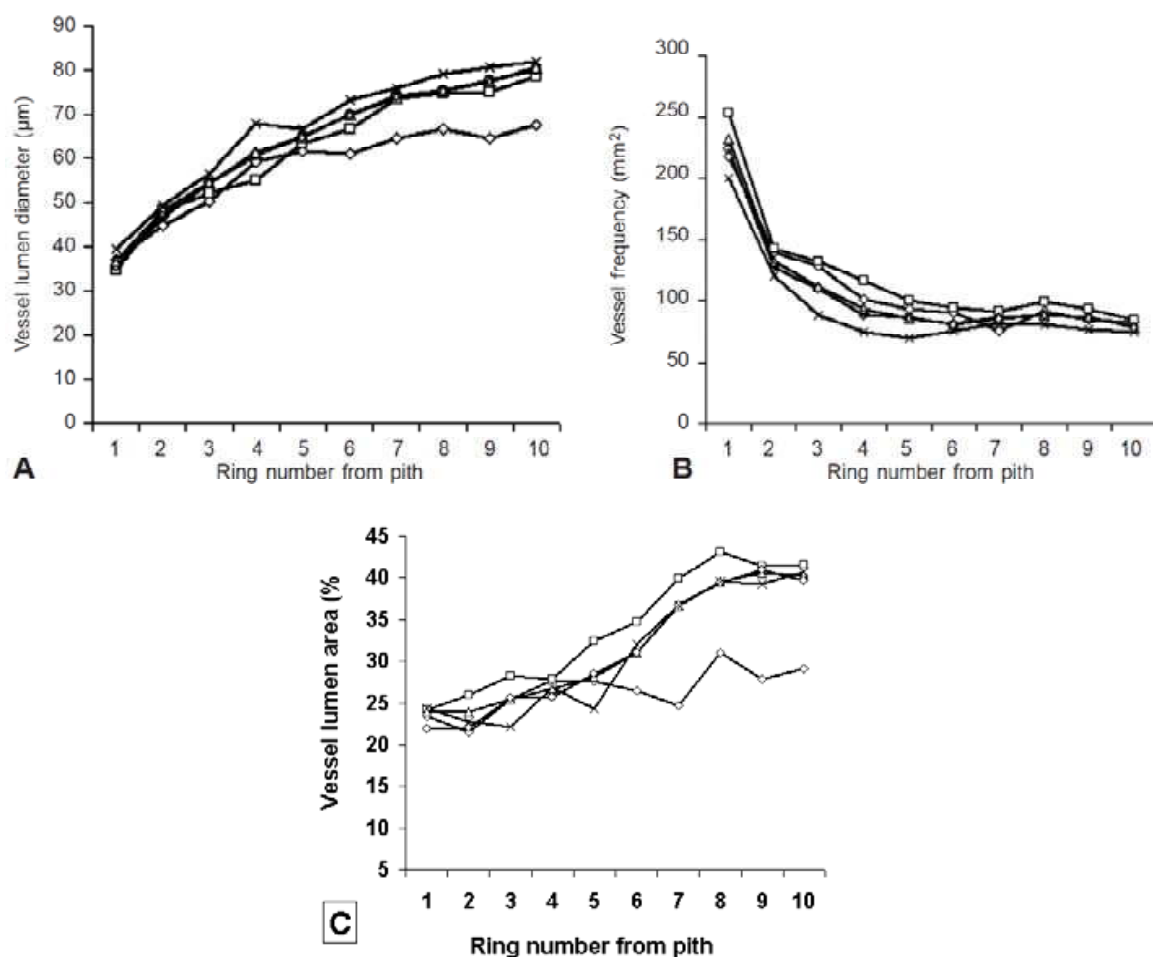 90
80
70
60
50
40
30
20
10
0
Vessel lumen diameter (µm)
1 2 3 4 5 6 7 8 9 10
Ring number from pith
A
300
250
200
150
100
50
0
Vessel frequency (mm²)
1 2 3 4 5 6 7 8 9 10
Ring number from pith
B
45
40
35
30
25
20
15
10
5
Vessel lumen area (%
1 2 3 4 5 6 7 8 9 10
Ring number from pith
C